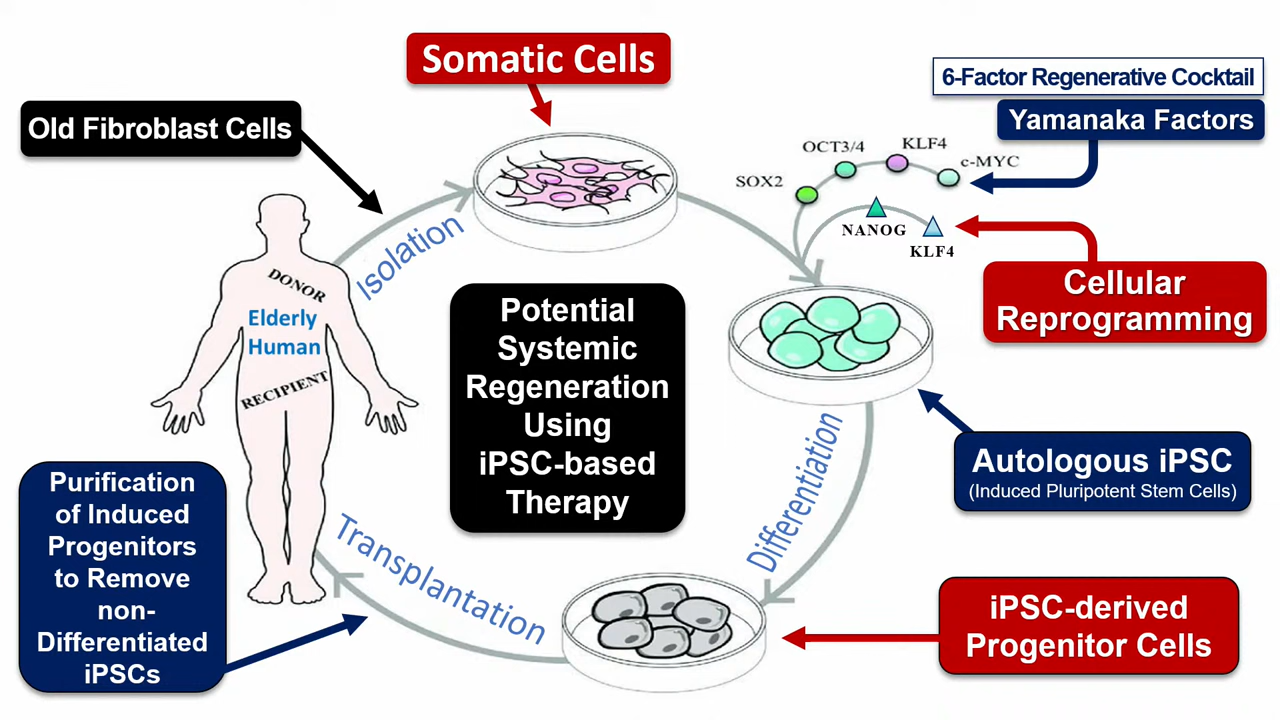 Somatic Cells
6-Factor Regenerative Cocktail
Yamanaka Factors
Old Fibroblast Cells
OCT3/4
KLF4
c-MYC
SOX2
NANOG
KLF4
Isolation
DONOR
Elderly
Human
RECIPIENT
Cellular
Reprogramming
Potential
Systemic
Regeneration
Using
iPSC-based
Therapy
Autologous iPSC
(Induced Pluripotent Stem Cells)
Differentiation
Purification
of Induced
Progenitors
to Remove
non-
Differentiated
iPSCs
Transplantation
iPSC-derived
Progenitor Cells